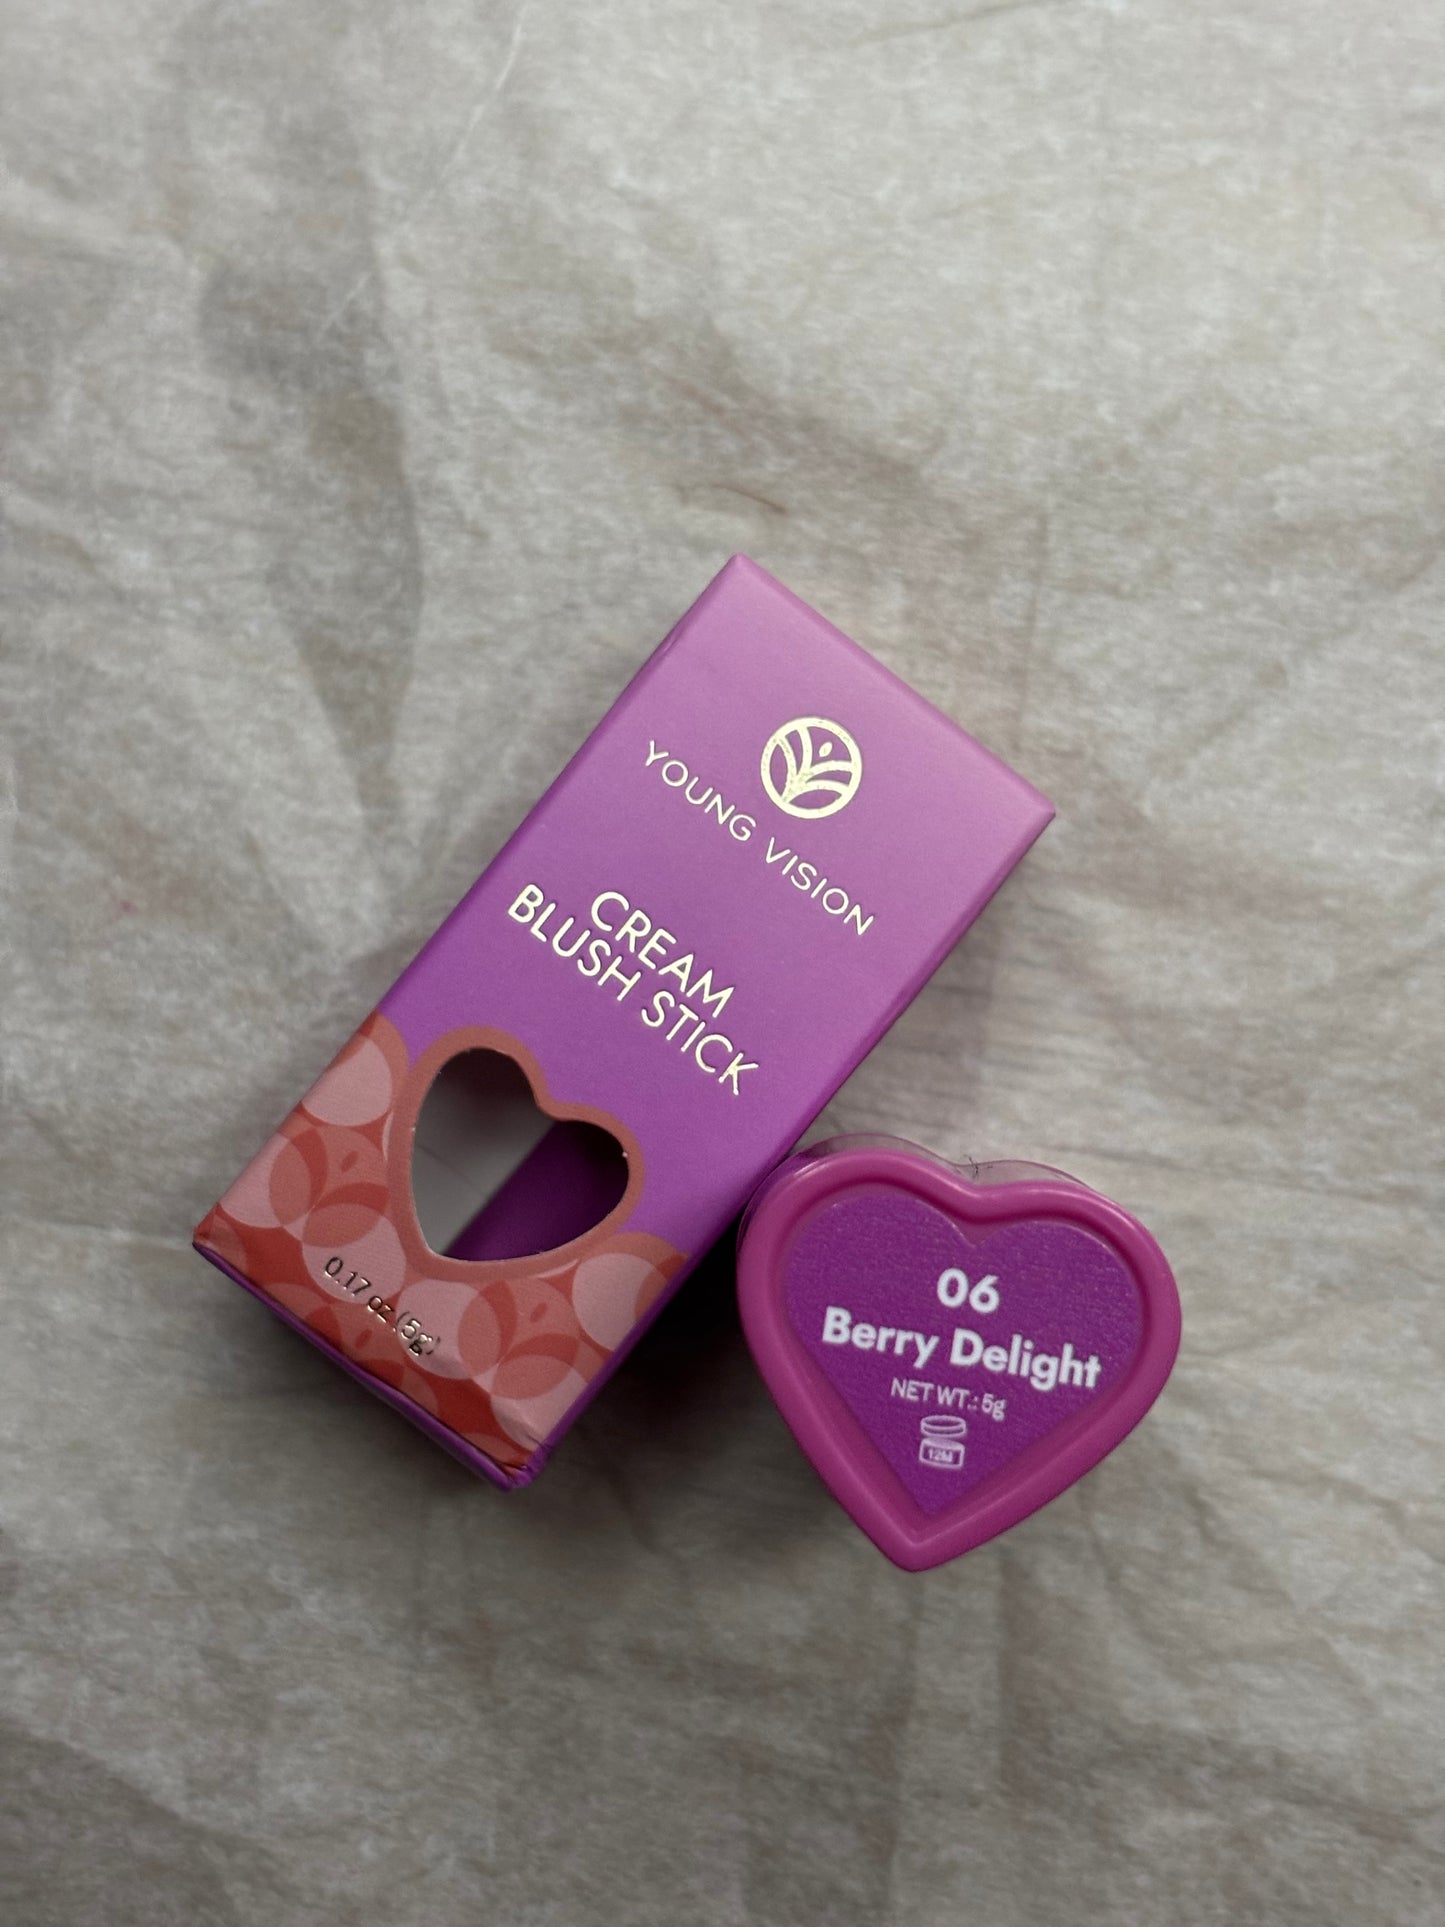 YOUNG VISION
CREAM
BLUSH STICK
0.17 oz (5g)
06
Berry Delight
NET WT.: 5g
12M